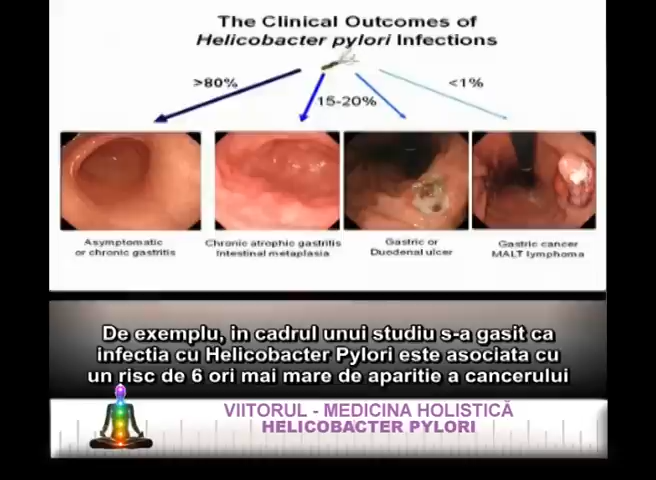 The Clinical Outcomes of
Helicobacter pylori Infections
>80%
15-20%
<1%
Asymptomatic
or chronic gastritis
Chronic atrophic gastritis
Intestinal metaplasia
Gastric or
Duodenal ulcer
Gastric cancer
MALT lymphoma
De exemplu, in cadrul unui studiu s-a gasit ca
infectia cu Helicobacter Pylori este asociata cu
un risc de 6 ori mai mare de aparitie a cancerului
VIITORUL - MEDICINA HOLISTICĂ
HELICOBACTER PYLORI